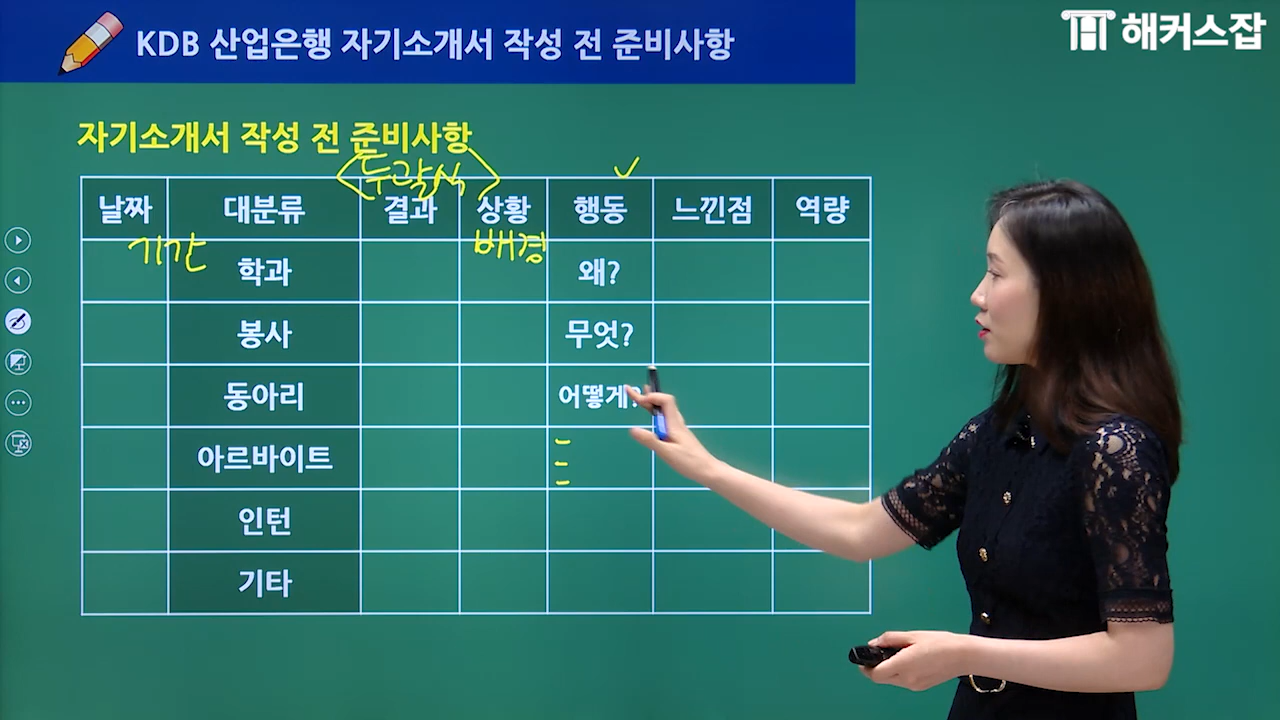 KDB 산업은행 자기소개서 작성 전 준비사항
해커스잡
자기소개서 작성 전 준비사항
두괄식
날짜 대분류 결과 상황 행동 느낀점 역량
기간 배경
학과 왜?
봉사 무엇?
동아리 어떻게?
아르바이트
인턴
기타